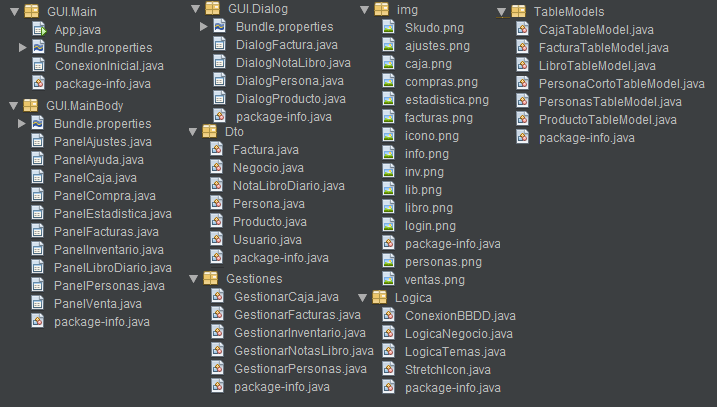 GUI.Main
App.java
Bundle.properties
ConexionInicial.java
package-info.java
GUI.MainBody
Bundle.properties
PanelAjustes.java
PanelAyuda.java
PanelCaja.java
PanelCompra.java
PanelEstadistica.java
PanelFacturas.java
PanelInventario.java
PanelLibroDiario.java
PanelPersonas.java
PanelVenta.java
package-info.java
GUI.Dialog
Bundle.properties
DialogFactura.java
DialogNotaLibro.java
DialogPersona.java
DialogProducto.java
package-info.java
Dto
Factura.java
Negocio.java
NotaLibroDiario.java
Persona.java
Producto.java
Usuario.java
package-info.java
Gestiones
GestionarCaja.java
GestionarFacturas.java
GestionarInventario.java
GestionarNotasLibro.java
GestionarPersonas.java
package-info.java
img
Skudo.png
ajustes.png
caja.png
compras.png
estadistica.png
facturas.png
icono.png
info.png
inv.png
lib.png
libro.png
login.png
package-info.java
personas.png
ventas.png
Logica
ConexionBBDD.java
LogicaNegocio.java
LogicaTemas.java
StretchIcon.java
package-info.java
TableModels
CajaTableModel.java
FacturaTableModel.java
LibroTableModel.java
PersonaCortoTableModel.java
PersonasTableModel.java
ProductoTableModel.java
package-info.java